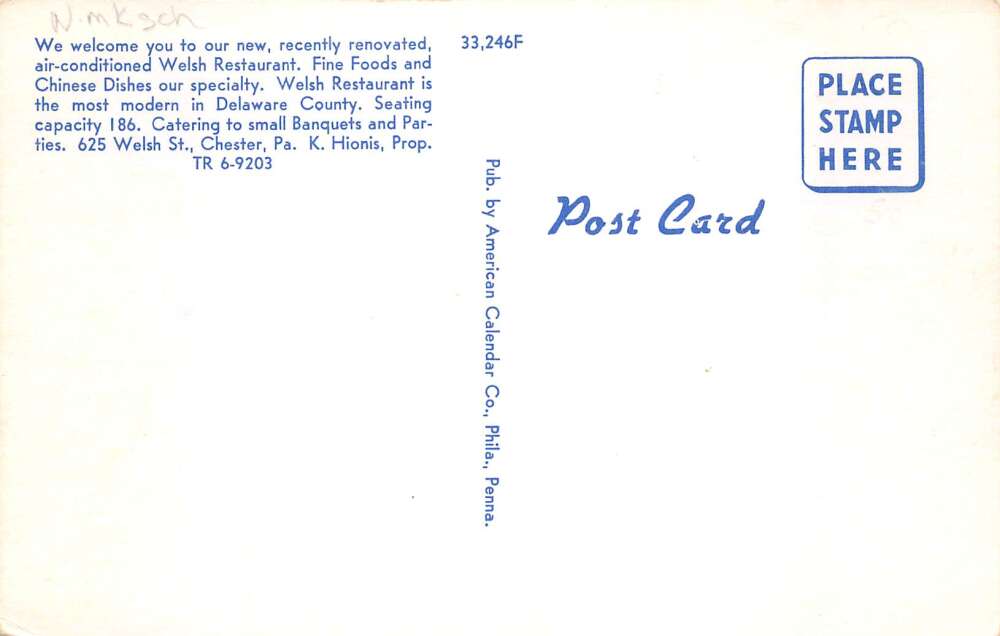 We welcome you to our new, recently renovated,
air-conditioned Welsh Restaurant. Fine Foods and
Chinese Dishes our specialty. Welsh Restaurant is
the most modern in Delaware County. Seating
capacity 186. Catering to small Banquets and Par-
ties. 625 Welsh St., Chester, Pa. K. Hionis, Prop.
TR 6-9203
33,246F
Pub. by American Calendar Co., Phila., Penna.
Post Card
PLACE
STAMP
HERE